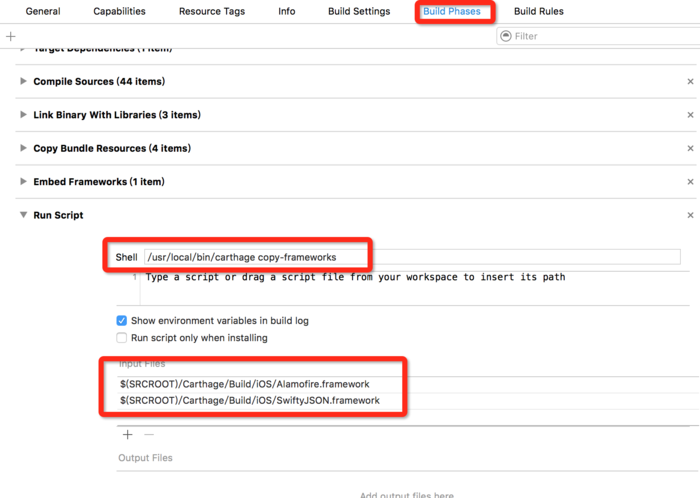 General Capabilities Resource Tags Info Build Settings Build Phases Build Rules
Filter
Target Dependencies (1 item)
Compile Sources (44 items)
Link Binary With Libraries (3 items)
Copy Bundle Resources (4 items)
Embed Frameworks (1 item)
Run Script
Shell /usr/local/bin/carthage copy-frameworks
1 Type a script or drag a script file from your workspace to insert its path
Show environment variables in build log
Run script only when installing
Input Files
$(SRCROOT)/Carthage/Build/iOS/Alamofire.framework
$(SRCROOT)/Carthage/Build/iOS/SwiftyJSON.framework
Output Files
Add output files here